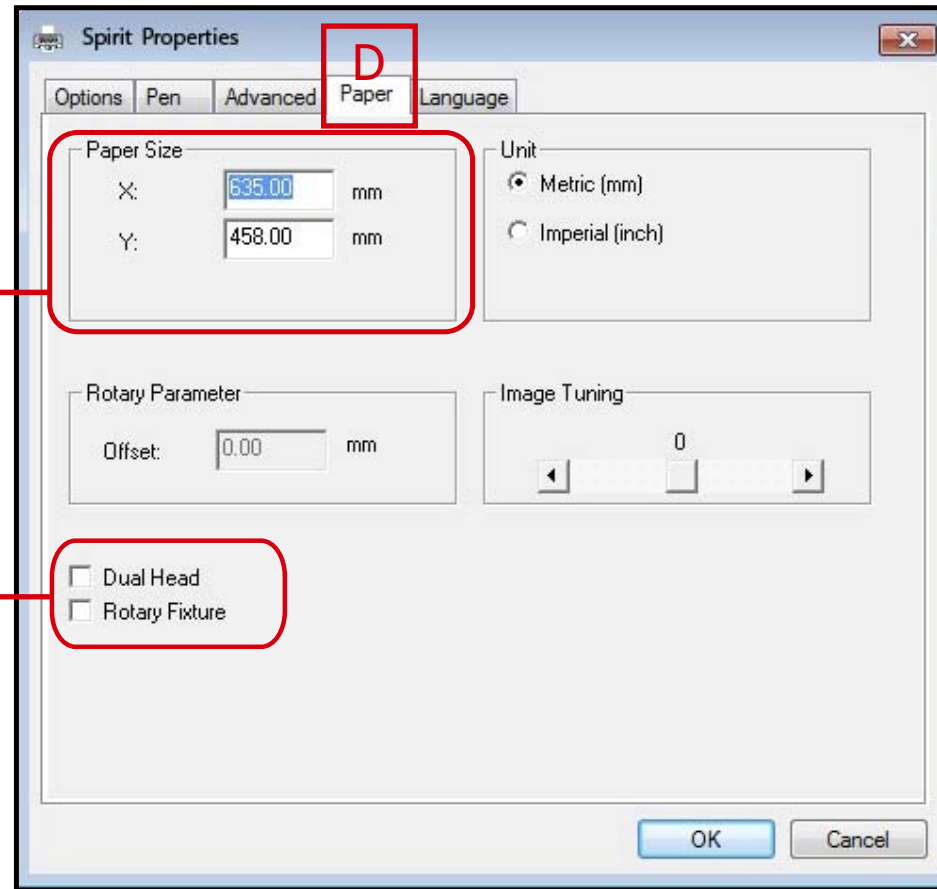 Spirit Properties
D
Options Pen Advanced Paper Language
Paper Size
X: 635.00 mm
Y: 458.00 mm
Unit
Metric (mm)
Imperial (inch)
Rotary Parameter
Offset: 0.00 mm
Image Tuning
0
Dual Head
Rotary Fixture
OK Cancel